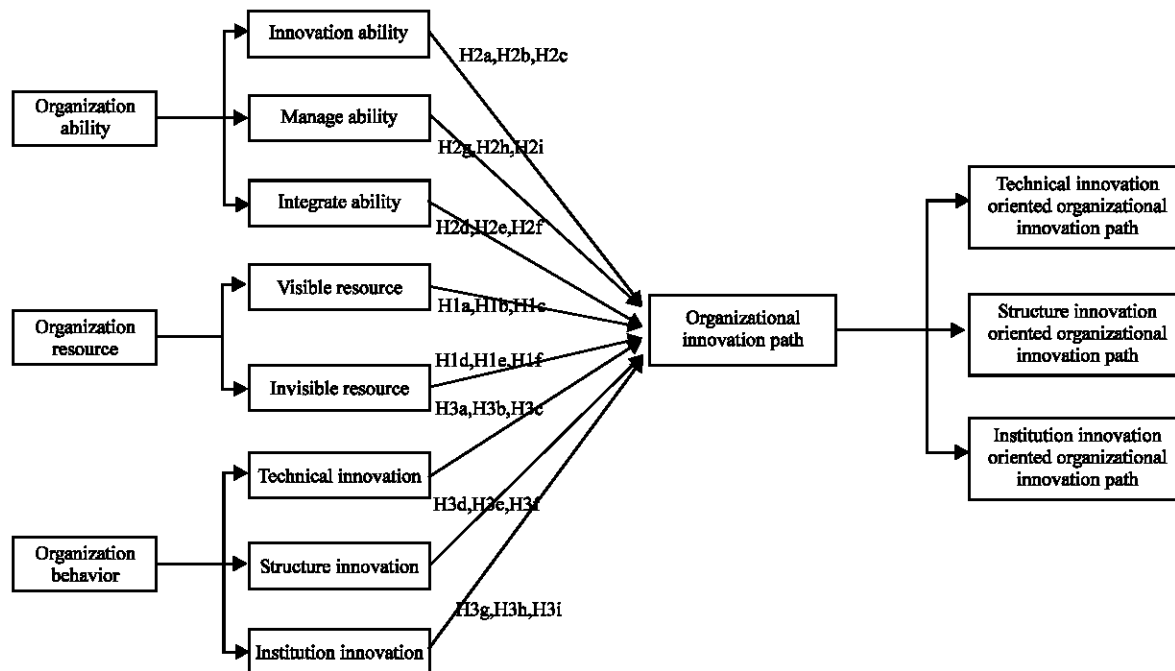 Innovation ability
H2a,H2b,H2c
Organization
ability
Manage ability
H2g,H2h,H2i
Integrate ability
H2d,H2e,H2f
Visible resource
H1a,H1b,H1c
Organization
resource
Invisible resource
H1d,H1e,H1f
H3a,H3b,H3c
Technical innovation
H3d,H3e,H3f
Organization
behavior
Structure innovation
H3g,H3h,H3i
Institution innovation
Organizational
innovation path
Technical innovation
oriented organizational
innovation path
Structure innovation
oriented organizational
innovation path
Institution innovation
oriented organizational
innovation path